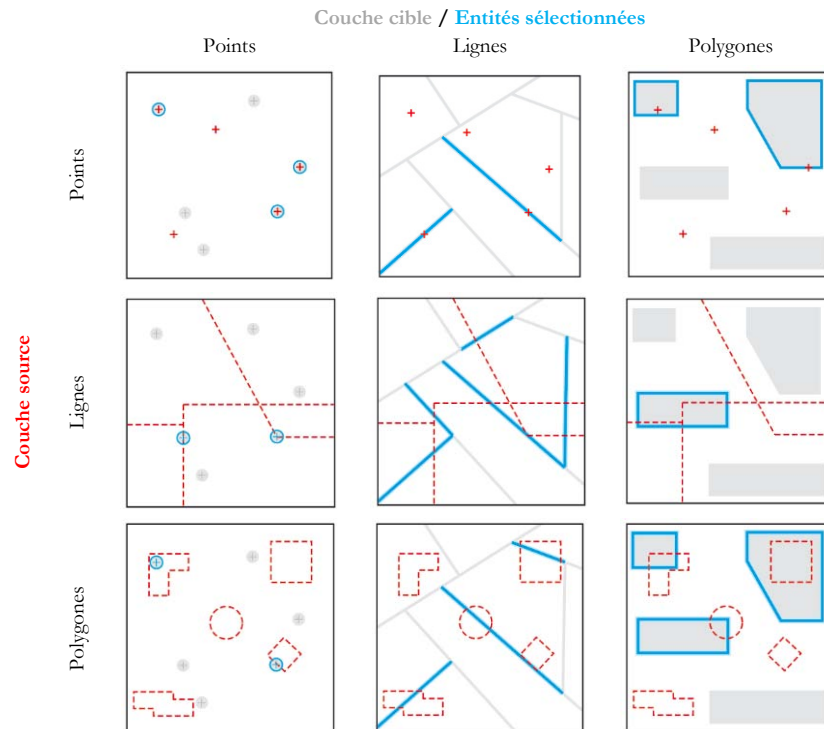 Couche cible / Entités sélectionnées
Points
Lignes
Polygones
Couche source
Points
Lignes
Polygones